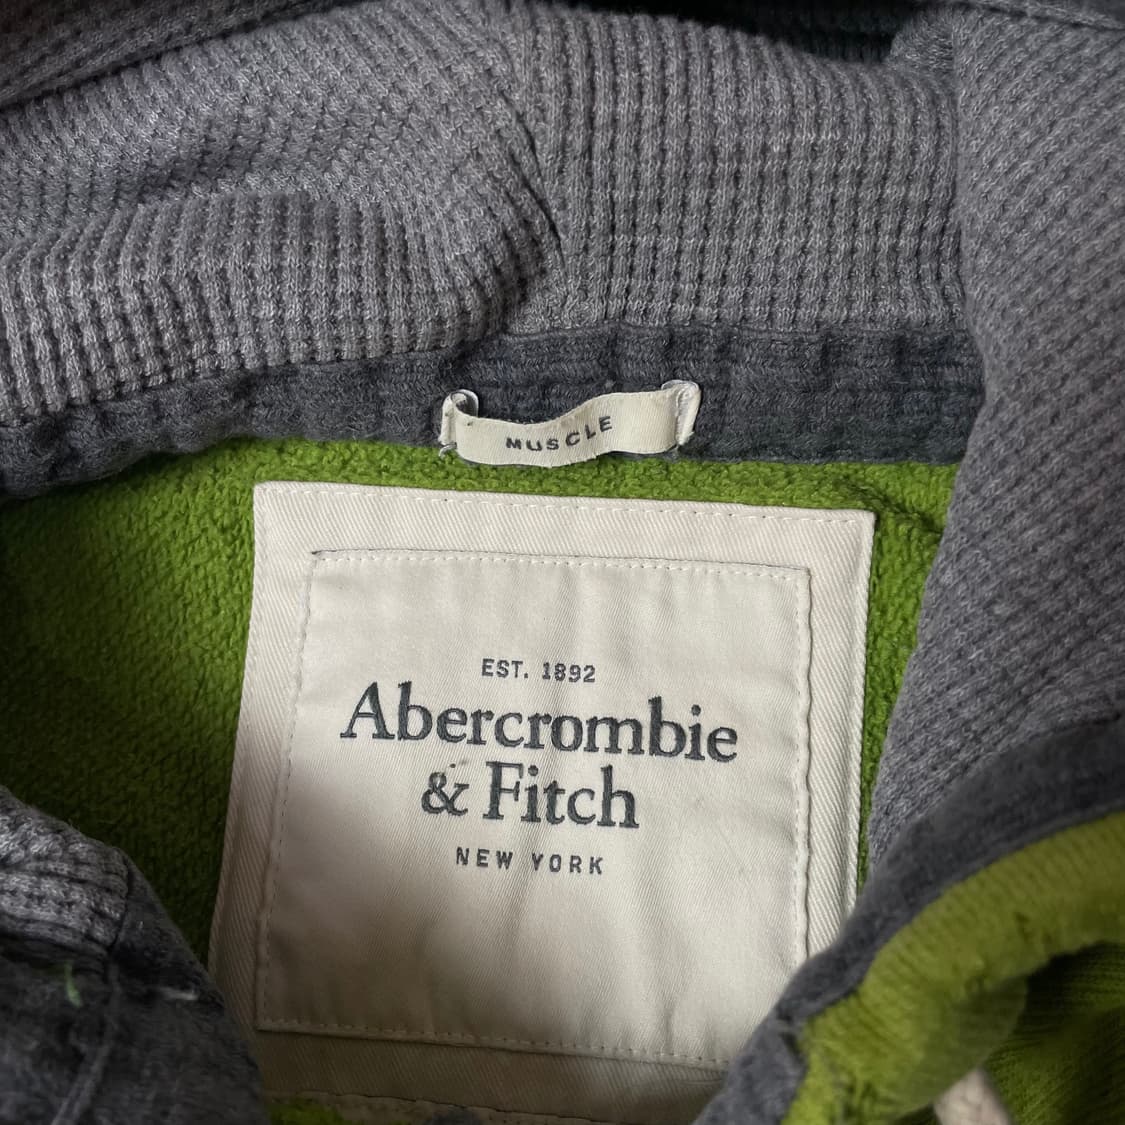 MUSCLE
EST. 1892
Abercrombie
& Fitch
NEW YORK